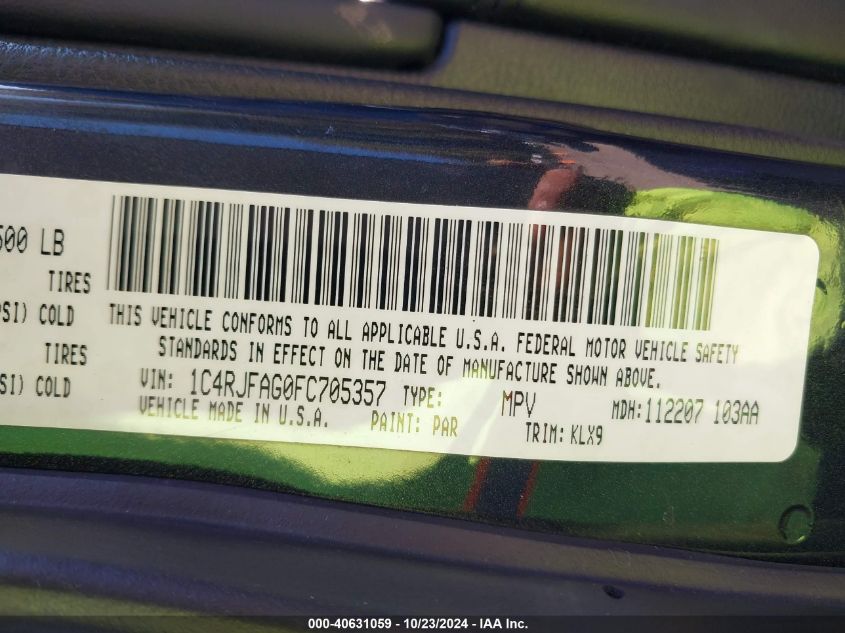 500 LB
TIRES
PSI) COLD
TIRES
SI) COLD
THIS VEHICLE CONFORMS TO ALL APPLICABLE U.S.A. FEDERAL MOTOR VEHICLE SAFETY
STANDARDS IN EFFECT ON THE DATE OF MANUFACTURE SHOWN ABOVE.
VIN: 1C4RJFAG0FC705357 TYPE: MPV MDH: 112207 103AA
VEHICLE MADE IN U.S.A. PAINT: PAR TRIM: KLX9
000-40631059 - 10/23/2024 - IAA Inc.